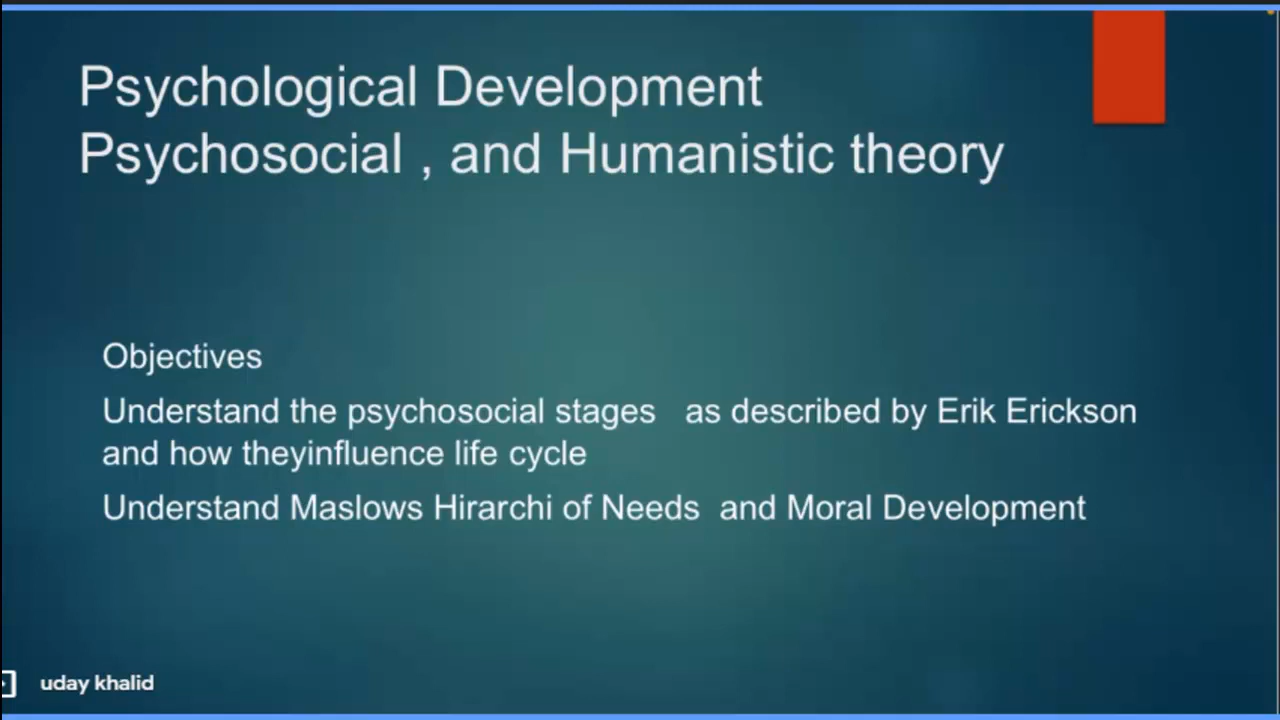 Psychological Development
Psychosocial , and Humanistic theory
Objectives
Understand the psychosocial stages as described by Erik Erickson
and how theyinfluence life cycle
Understand Maslows Hirarchi of Needs and Moral Development
uday khalid